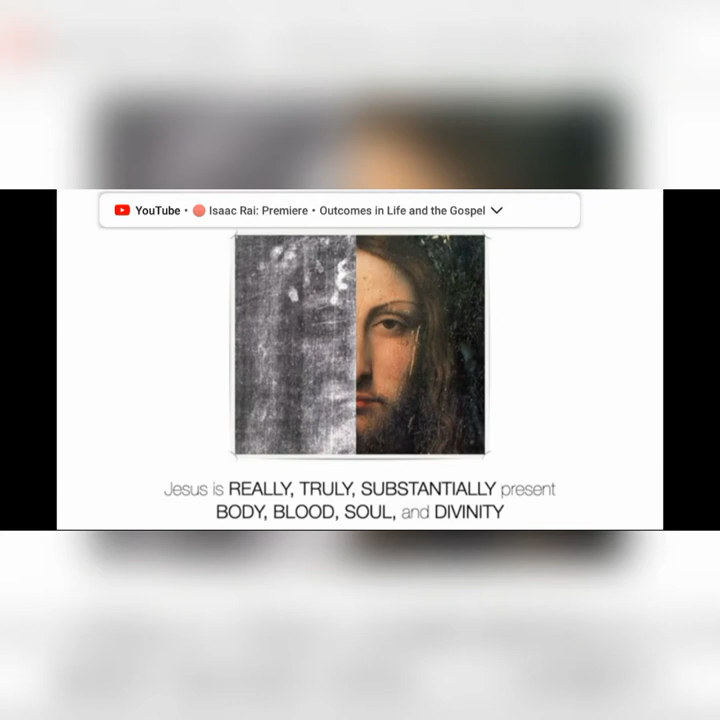 YouTube • 🔴 Isaac Rai: Premiere • Outcomes in Life and the Gospel
Jesus is REALLY, TRULY, SUBSTANTIALLY present
BODY, BLOOD, SOUL, and DIVINITY